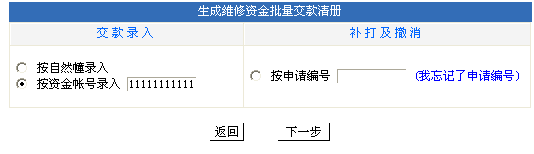 生成维修资金批量交款清册
交款录入
补打及撤消
按自然幢录入
按资金帐号录入 11111111111
按申请编号 (我忘记了申请编号)
返回 下一步